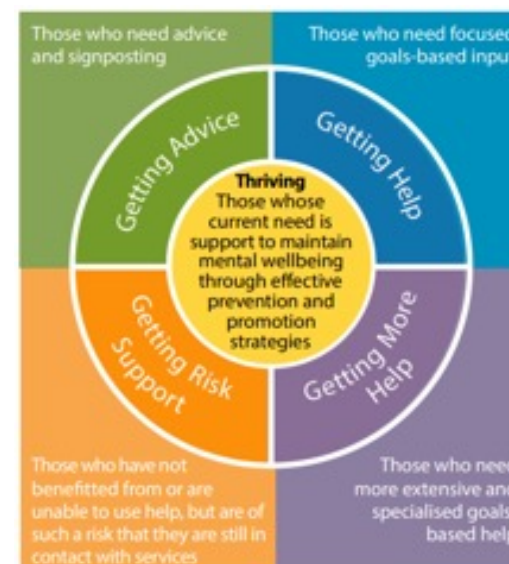 Those who need advice
and signposting
Those who need focused
goals-based input
Getting Advice
Getting Help
Thriving
Those whose
current need is
support to maintain
mental wellbeing
through effective
prevention and
promotion
strategies
Getting Risk
Support
Getting More
Help
Those who have not
benefitted from or are
unable to use help, but are of
such a risk that they are still in
contact with services
Those who need
more extensive and
specialised goals-
based help